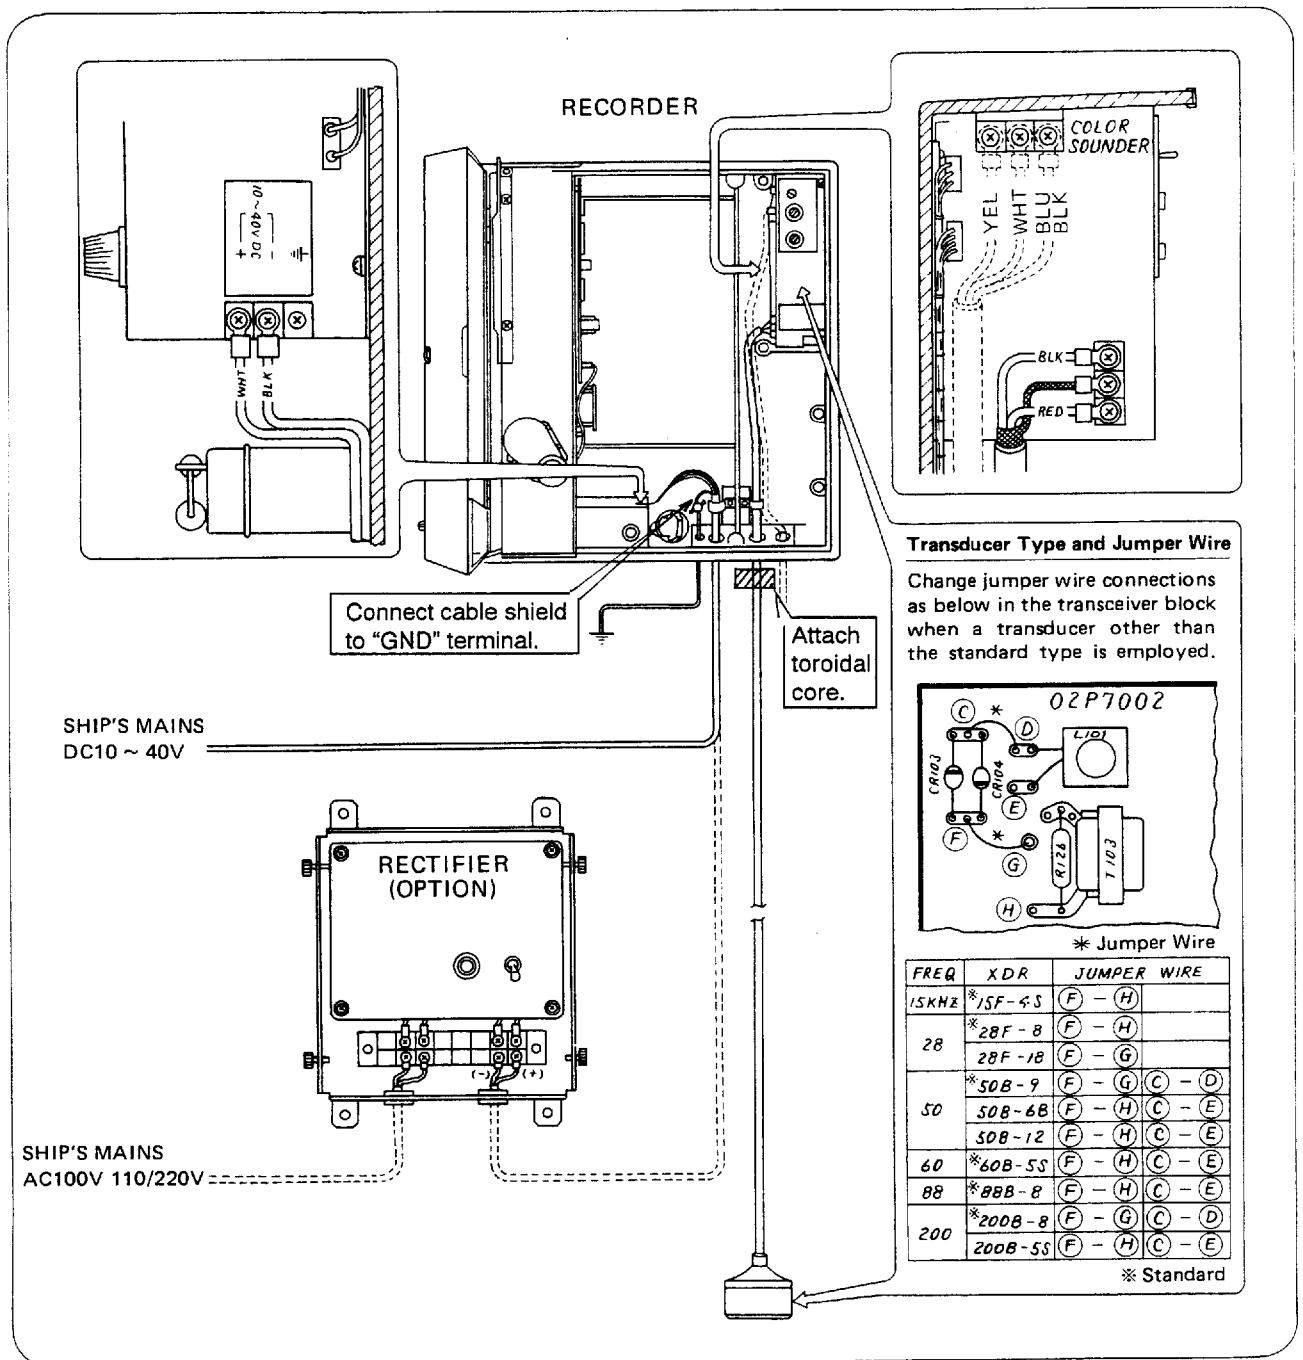 RECORDER
10 ~ 40V DC
+ -
WHT
BLK
COLOR
SOUNDER
YEL
WHT
BLU
BLK
BLK
RED
Connect cable shield
to "GND" terminal.
Attach
toroidal
core.
SHIP'S MAINS
DC10 ~ 40V
RECTIFIER
(OPTION)
(-) (+)
SHIP'S MAINS
AC100V 110/220V
Transducer Type and Jumper Wire
Change jumper wire connections
as below in the transceiver block
when a transducer other than
the standard type is employed.
02P7002
C * D
L101
CR103
CR104
E
F * G
R126
T103
H
* Jumper Wire
FREQ XDR JUMPER WIRE
15KHZ ※15F-4S F - H
28 ※28F-8 F - H
28F-18 F - G
50 ※50B-9 F - G C - D
50B-6B F - H C - E
50B-12 F - H C - E
60 ※60B-5S F - H C - E
88 ※88B-8 F - H C - E
200 ※200B-8 F - G C - D
200B-5S F - H C - E
※ Standard